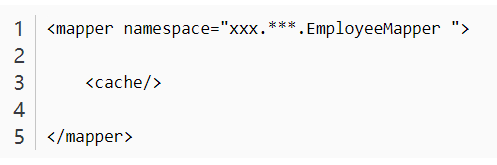 1 <mapper namespace="xxx.***.EmployeeMapper ">
2
3     <cache/>
4
5 </mapper>